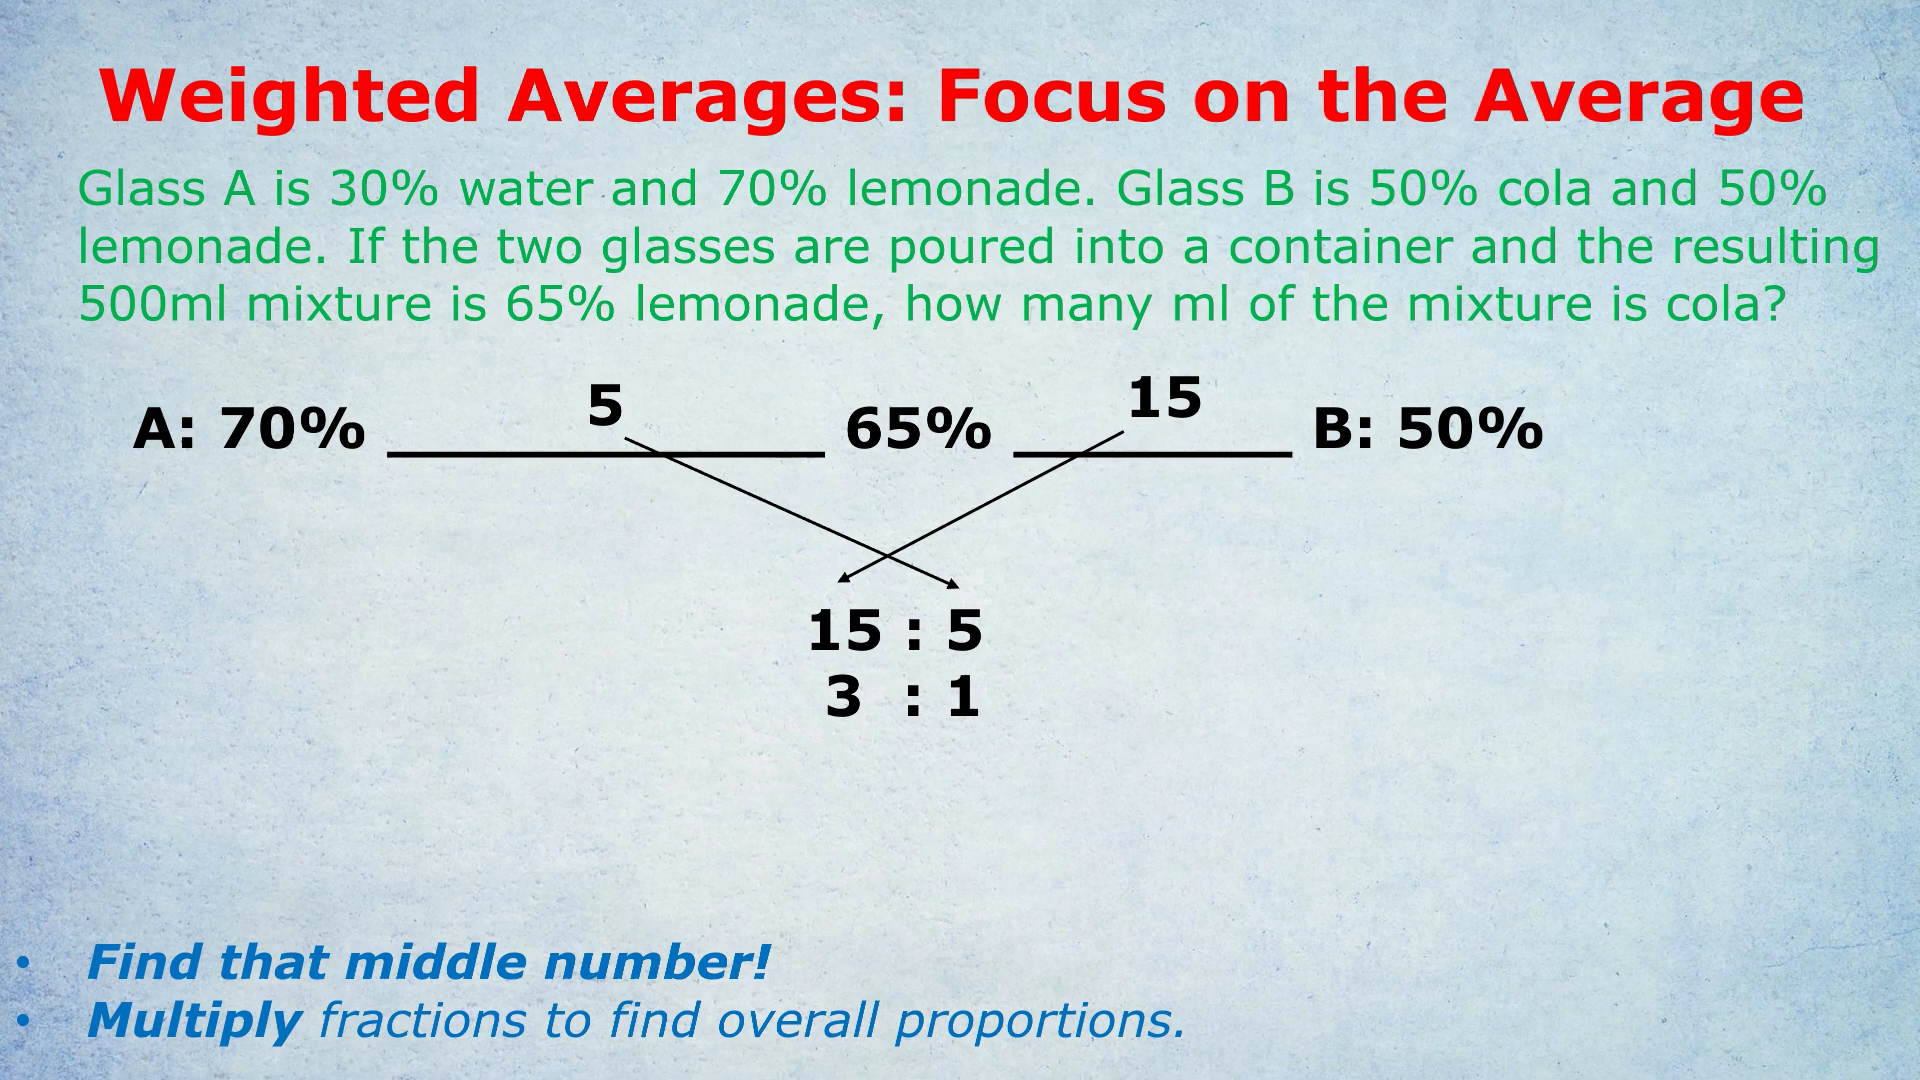 Weighted Averages: Focus on the Average
Glass A is 30% water and 70% lemonade. Glass B is 50% cola and 50%
lemonade. If the two glasses are poured into a container and the resulting
500ml mixture is 65% lemonade, how many ml of the mixture is cola?
5 15
A: 70% 65% B: 50%
15 : 5
3 : 1
• Find that middle number!
• Multiply fractions to find overall proportions.